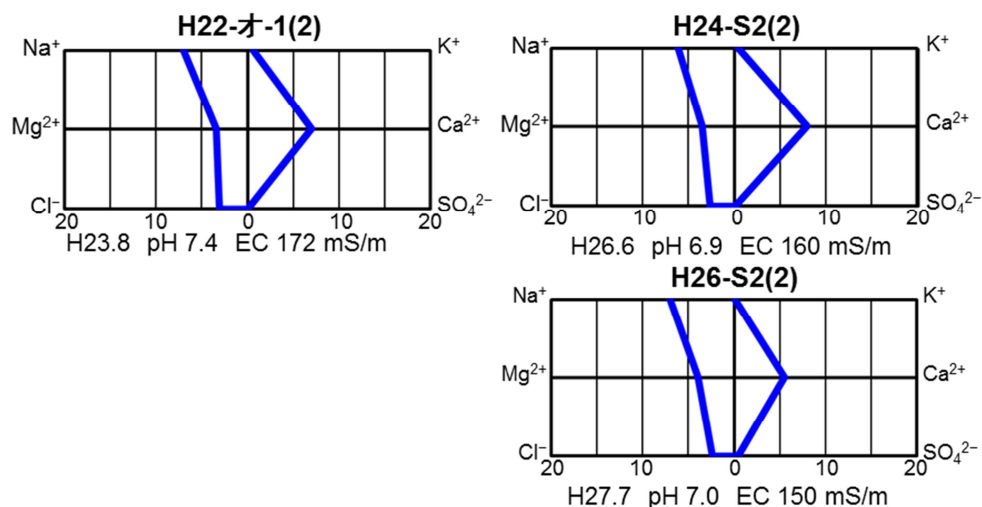 H22-オ-1(2)
Na⁺ K⁺
Mg²⁺ Ca²⁺
Cl⁻ SO₄²⁻
20 10 0 10 20
H23.8 pH 7.4 EC 172 mS/m
H24-S2(2)
Na⁺ K⁺
Mg²⁺ Ca²⁺
Cl⁻ SO₄²⁻
20 10 0 10 20
H26.6 pH 6.9 EC 160 mS/m
H26-S2(2)
Na⁺ K⁺
Mg²⁺ Ca²⁺
Cl⁻ SO₄²⁻
20 10 0 10 20
H27.7 pH 7.0 EC 150 mS/m